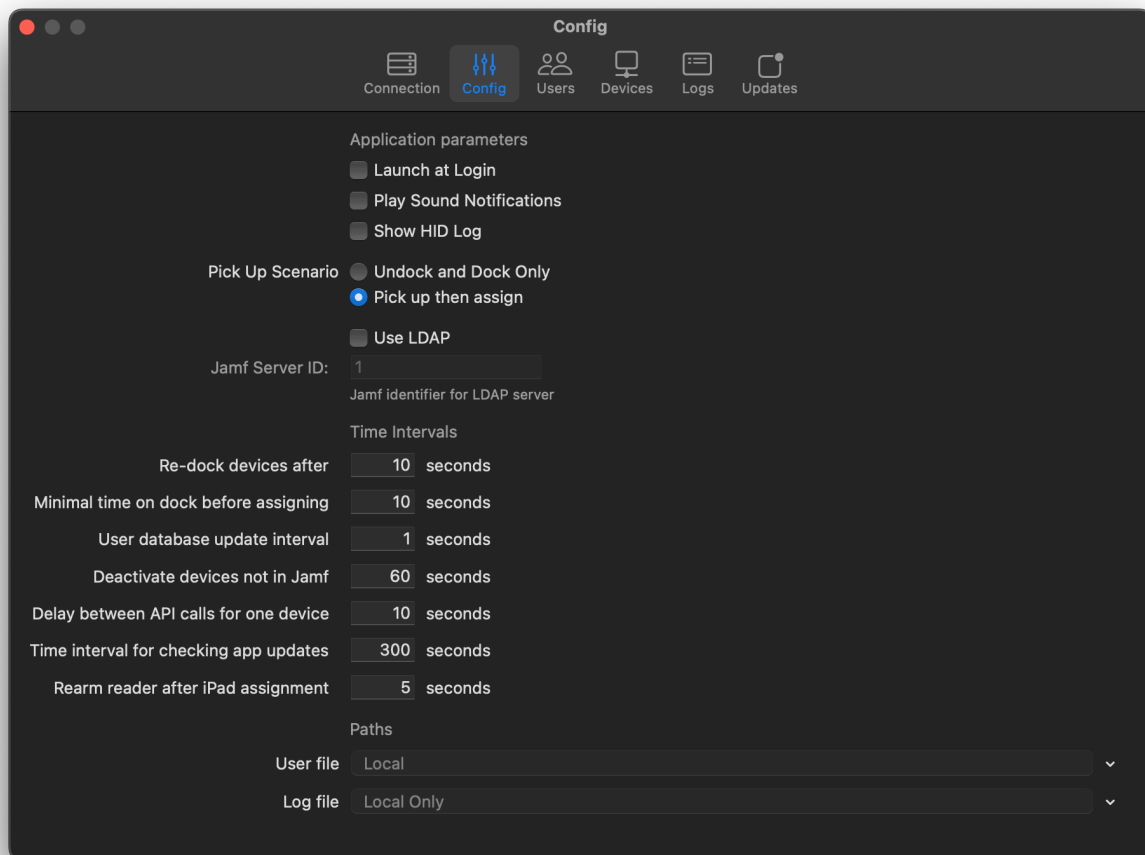 Config
Connection Config Users Devices Logs Updates
Application parameters
Launch at Login
Play Sound Notifications
Show HID Log
Pick Up Scenario Undock and Dock Only
Pick up then assign
Use LDAP
Jamf Server ID: 1
Jamf identifier for LDAP server
Time Intervals
Re-dock devices after 10 seconds
Minimal time on dock before assigning 10 seconds
User database update interval 1 seconds
Deactivate devices not in Jamf 60 seconds
Delay between API calls for one device 10 seconds
Time interval for checking app updates 300 seconds
Rearm reader after iPad assignment 5 seconds
Paths
User file Local
Log file Local Only